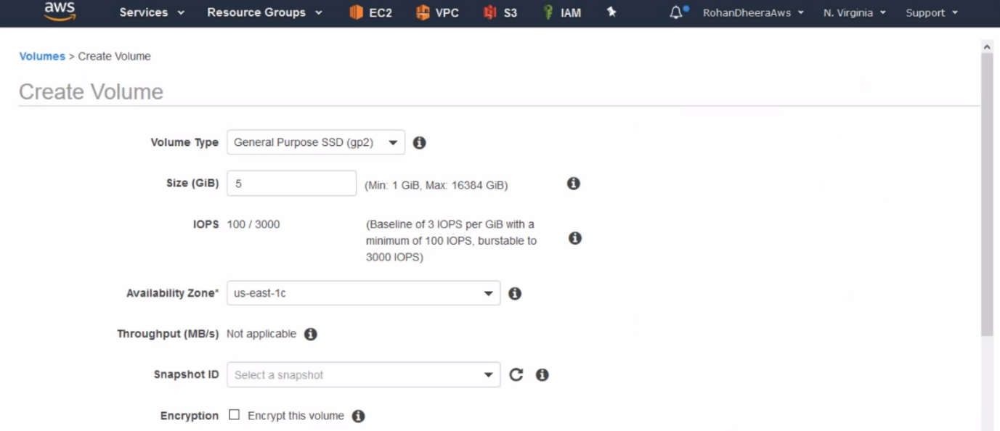 aws Services Resource Groups EC2 VPC S3 IAM RohanDheeraAws N. Virginia Support
Volumes > Create Volume
Create Volume
Volume Type General Purpose SSD (gp2)
Size (GiB) 5 (Min: 1 GiB, Max: 16384 GiB)
IOPS 100 / 3000 (Baseline of 3 IOPS per GiB with a
minimum of 100 IOPS, burstable to
3000 IOPS)
Availability Zone* us-east-1c
Throughput (MB/s) Not applicable
Snapshot ID Select a snapshot
Encryption Encrypt this volume